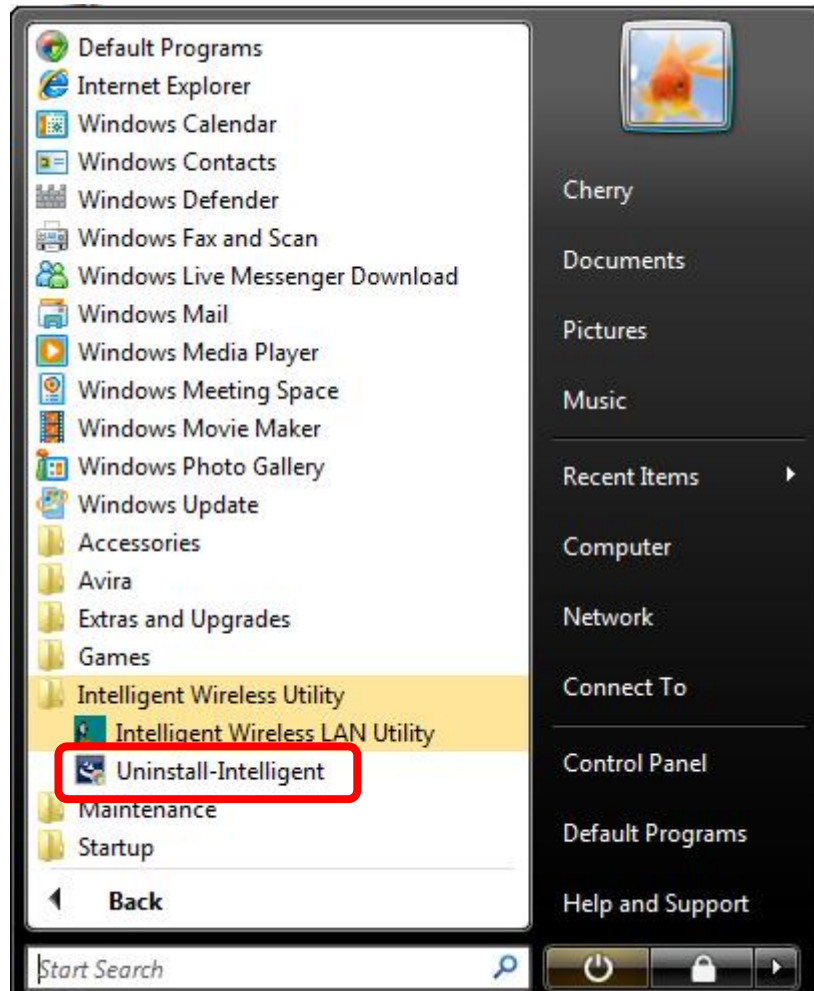 Default Programs
Internet Explorer
Windows Calendar
Windows Contacts
Windows Defender
Windows Fax and Scan
Windows Live Messenger Download
Windows Mail
Windows Media Player
Windows Meeting Space
Windows Movie Maker
Windows Photo Gallery
Windows Update
Accessories
Avira
Extras and Upgrades
Games
Intelligent Wireless Utility
Intelligent Wireless LAN Utility
Uninstall-Intelligent
Maintenance
Startup
Back
Start Search
Cherry
Documents
Pictures
Music
Recent Items
Computer
Network
Connect To
Control Panel
Default Programs
Help and Support